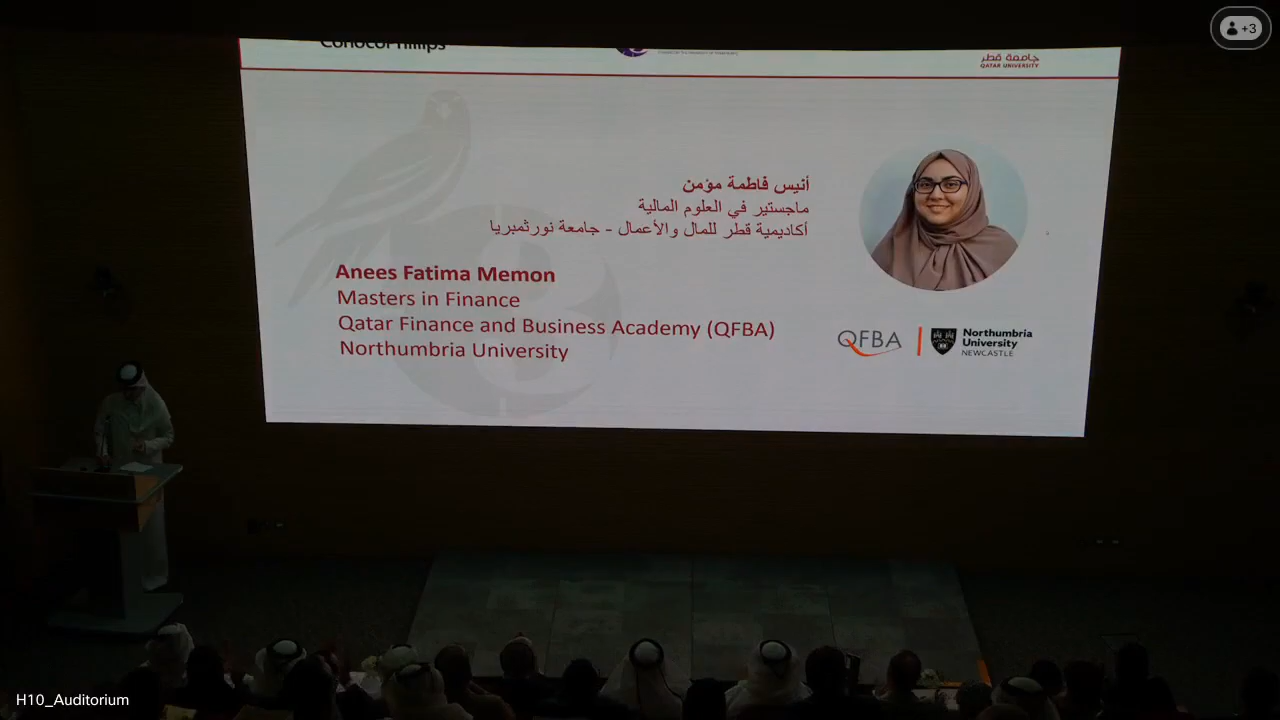 ConocoPhillips
جامعة قطر
QATAR UNIVERSITY
أنيس فاطمة مؤمن
ماجستير في العلوم المالية
أكاديمية قطر للمال والأعمال - جامعة نورثمبريا
Anees Fatima Memon
Masters in Finance
Qatar Finance and Business Academy (QFBA)
Northumbria University
QFBA
Northumbria
University
NEWCASTLE
+3
H10_Auditorium